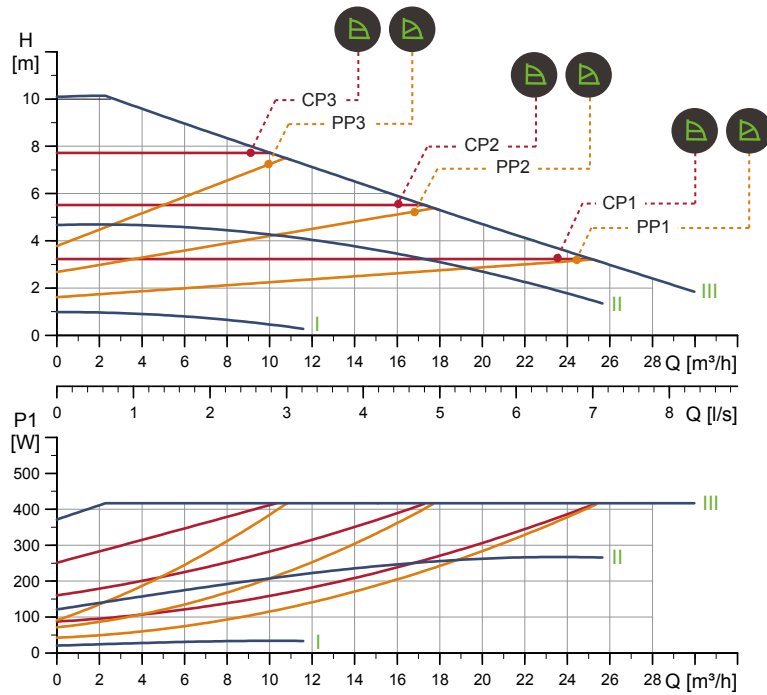 H
[m]
10
8
6
4
2
0
CP3
PP3
CP2
PP2
CP1
PP1
I
II
III
0 2 4 6 8 10 12 14 16 18 20 22 24 26 28 Q [m³/h]
0 1 2 3 4 5 6 7 8 Q [l/s]
P1
[W]
500
400
300
200
100
0
III
II
I
0 2 4 6 8 10 12 14 16 18 20 22 24 26 28 Q [m³/h]